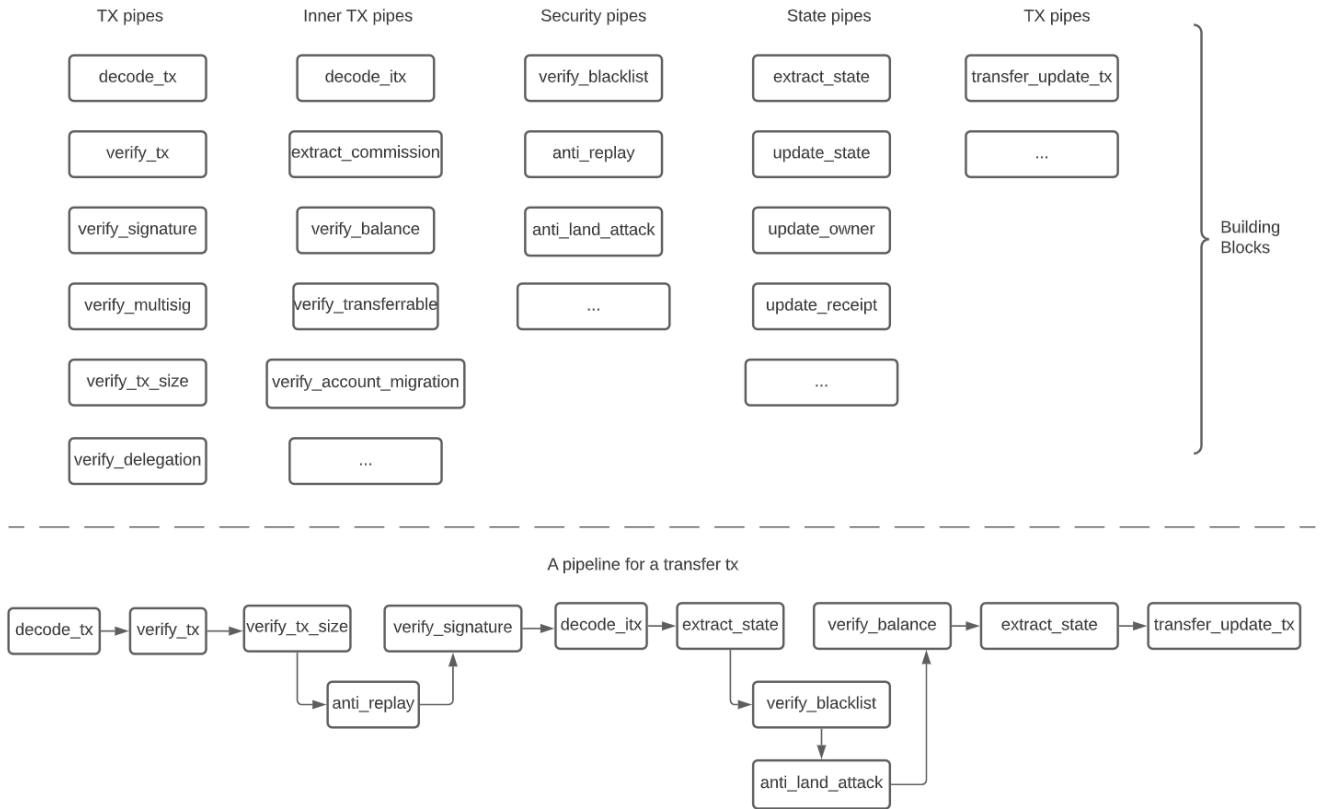 TX pipes
Inner TX pipes
Security pipes
State pipes
TX pipes
decode_tx
decode_itx
verify_blacklist
extract_state
transfer_update_tx
verify_tx
extract_commission
anti_replay
update_state
...
verify_signature
verify_balance
anti_land_attack
update_owner
Building
Blocks
verify_multisig
verify_transferrable
...
update_receipt
verify_tx_size
verify_account_migration
...
verify_delegation
...
A pipeline for a transfer tx
decode_tx
verify_tx
verify_tx_size
verify_signature
decode_itx
extract_state
verify_balance
extract_state
transfer_update_tx
anti_replay
verify_blacklist
anti_land_attack